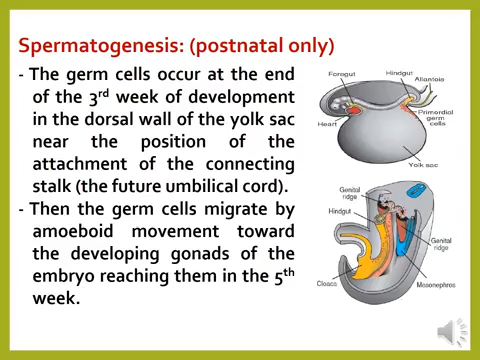 Spermatogenesis: (postnatal only)
- The germ cells occur at the end
of the 3rd week of development
in the dorsal wall of the yolk sac
near the position of the
attachment of the connecting
stalk (the future umbilical cord).
- Then the germ cells migrate by
amoeboid movement toward
the developing gonads of the
embryo reaching them in the 5th
week.
Foregut
Hindgut
Allantois
Heart
Primordial
germ
cells
Yolk sac
Genital
ridge
Hindgut
Genital
ridge
Cloaca
Mesonephros